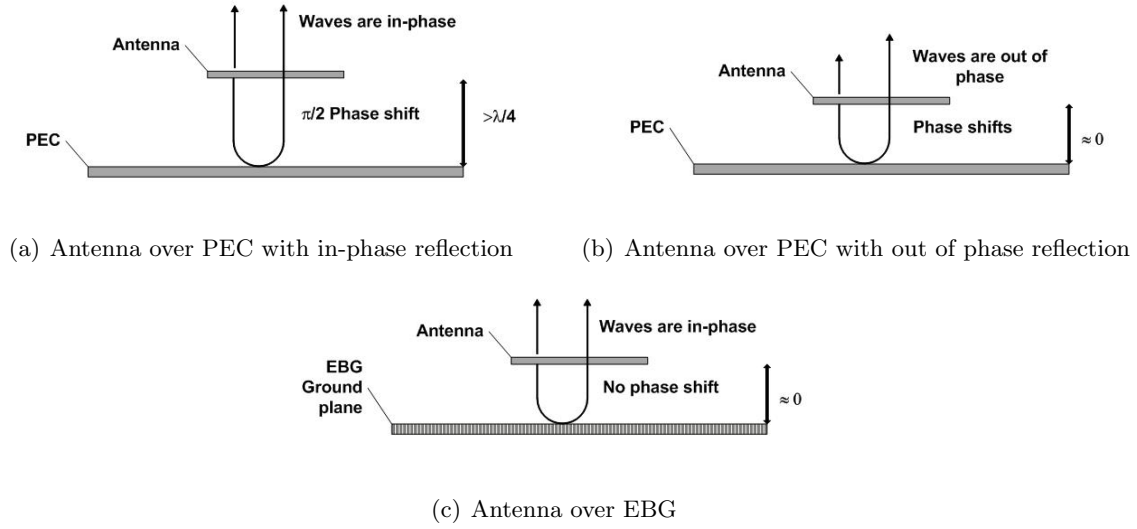 Waves are in-phase
Antenna
π/2 Phase shift
>λ/4
PEC
Waves are out of
phase
Antenna
Phase shifts
≈ 0
PEC
(a) Antenna over PEC with in-phase reflection
(b) Antenna over PEC with out of phase reflection
Antenna
Waves are in-phase
EBG
Ground
plane
No phase shift
≈0
(c) Antenna over EBG